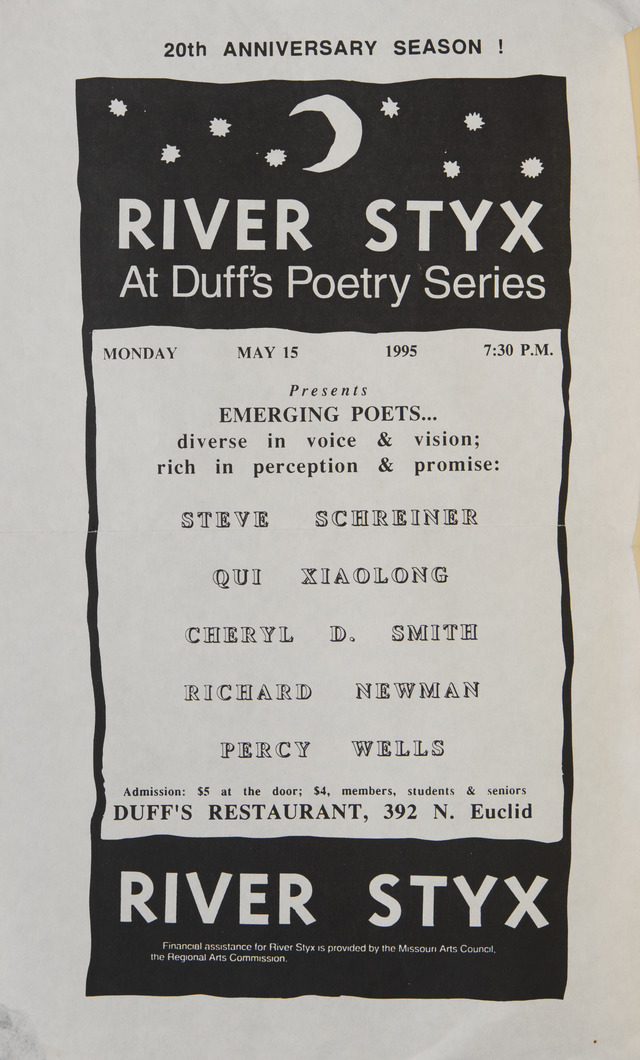 20th ANNIVERSARY SEASON !
RIVER STYX
At Duff's Poetry Series
MONDAY MAY 15 1995 7:30 P.M.
Presents
EMERGING POETS...
diverse in voice & vision;
rich in perception & promise:
STEVE SCHREINER
QUI XIAOLONG
CHERYL D. SMITH
RICHARD NEWMAN
PERCY WELLS
Admission: $5 at the door; $4, members, students & seniors
DUFF'S RESTAURANT, 392 N. Euclid
RIVER STYX
Financial assistance for River Styx is provided by the Missouri Arts Council,
the Regional Arts Commission.